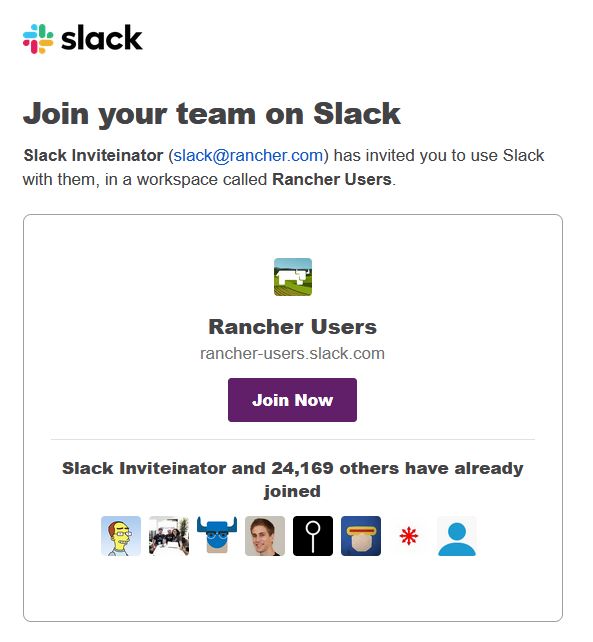 slack
Join your team on Slack
Slack Inviteinator (slack@rancher.com) has invited you to use Slack
with them, in a workspace called Rancher Users.
Rancher Users
rancher-users.slack.com
Join Now
Slack Inviteinator and 24,169 others have already
joined